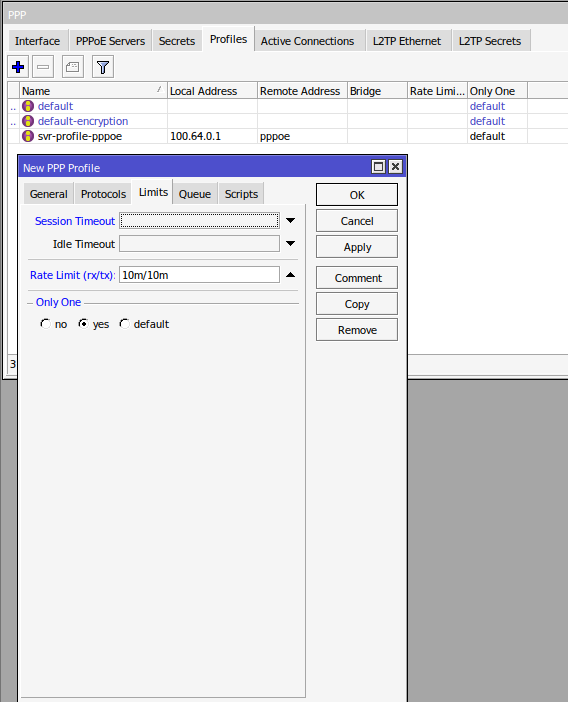 PPP
Interface PPPoE Servers Secrets Profiles Active Connections L2TP Ethernet L2TP Secrets
Name Local Address Remote Address Bridge Rate Limi... Only One
.. default default
.. default-encryption default
svr-profile-pppoe 100.64.0.1 pppoe default
New PPP Profile
General Protocols Limits Queue Scripts
OK
Session Timeout
Cancel
Idle Timeout
Apply
Rate Limit (rx/tx): 10m/10m
Comment
Only One
Copy
no yes default
Remove
3